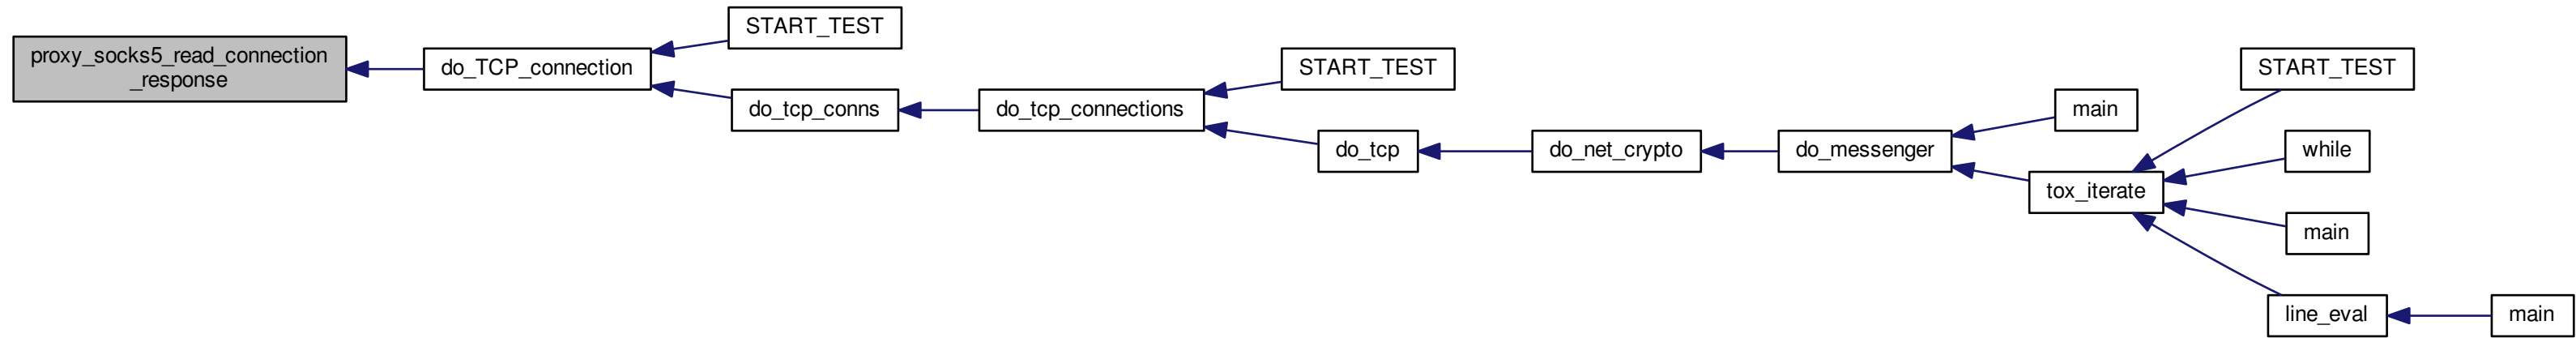 proxy_socks5_read_connection
_response
do_TCP_connection
START_TEST
do_tcp_conns
do_tcp_connections
START_TEST
do_tcp
do_net_crypto
do_messenger
main
tox_iterate
START_TEST
while
main
line_eval
main